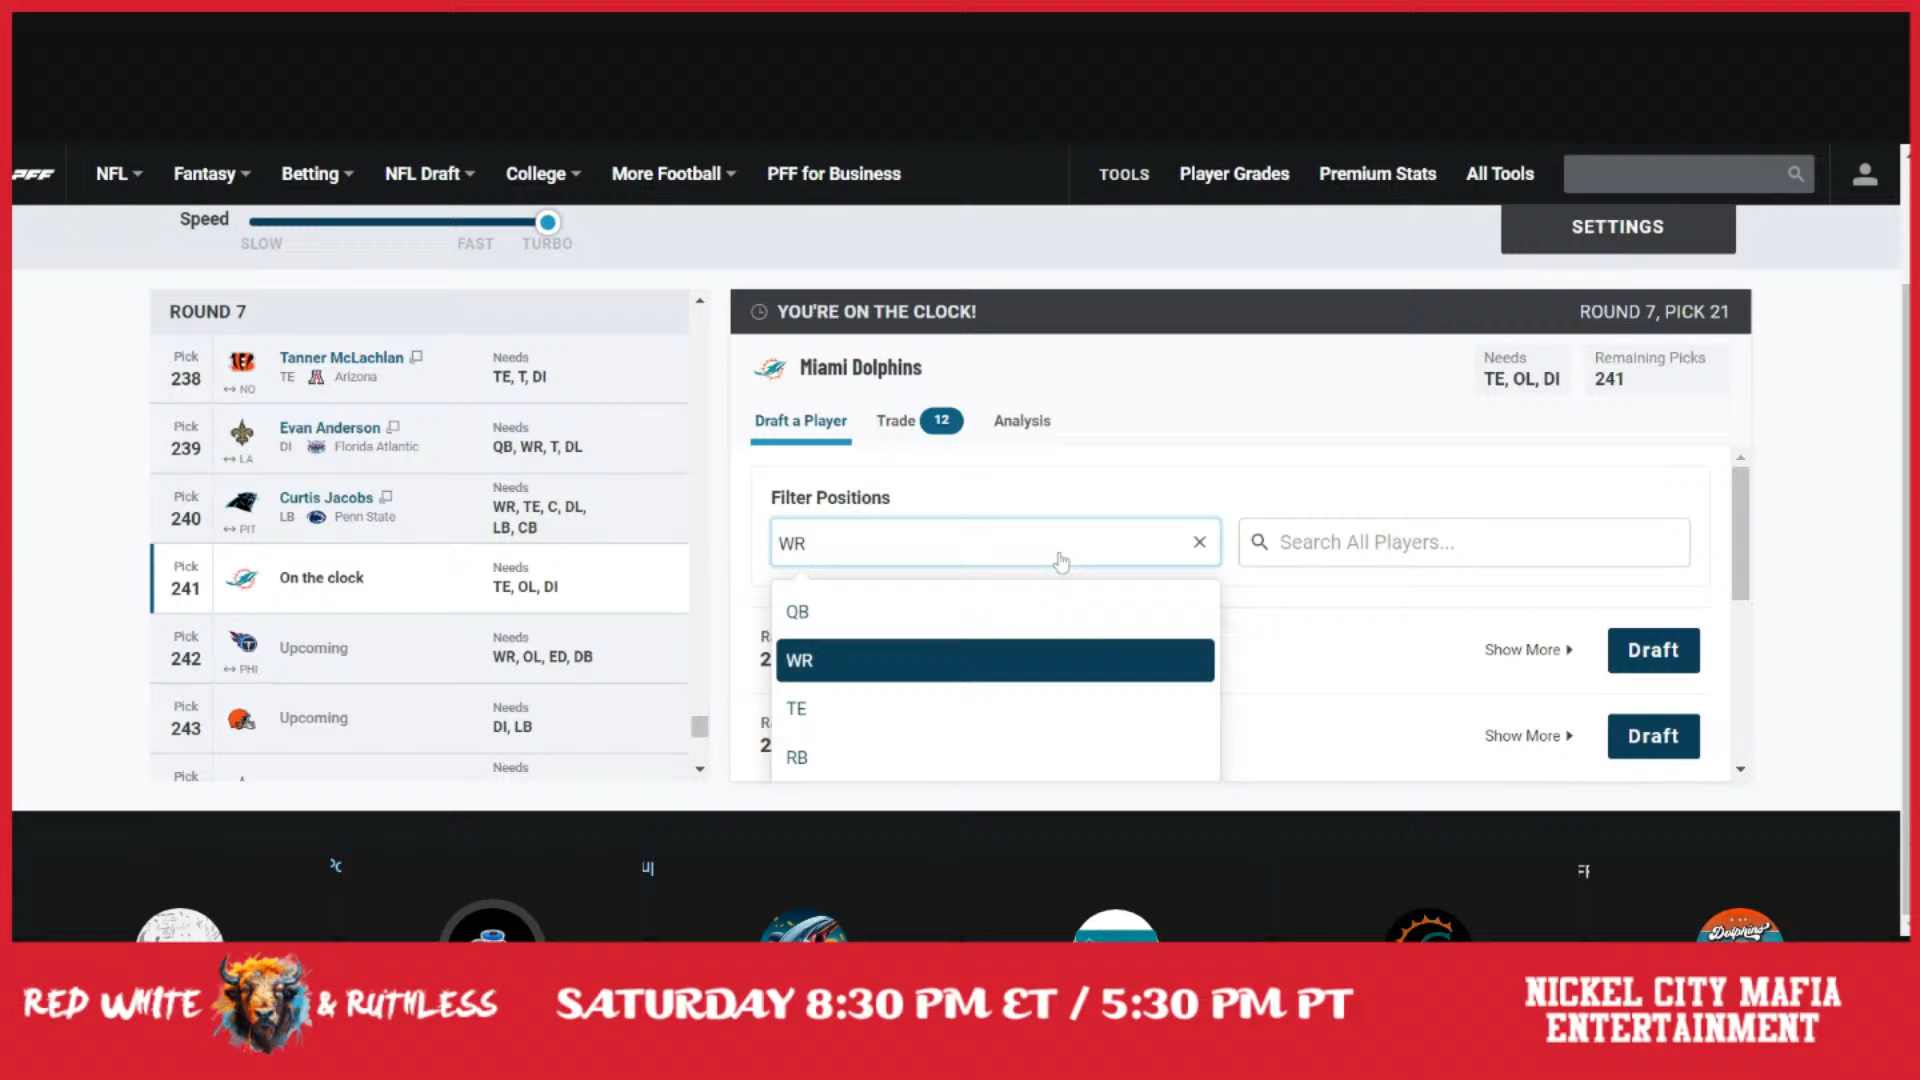 PFF
NFL
Fantasy
Betting
NFL Draft
College
More Football
PFF for Business
TOOLS
Player Grades
Premium Stats
All Tools
Speed
SLOW
FAST
TURBO
SETTINGS
ROUND 7
Pick
238
↔ NO
Tanner McLachlan
TE Arizona
Needs
TE, T, DI
Pick
239
↔ LA
Evan Anderson
DI Florida Atlantic
Needs
QB, WR, T, DL
Pick
240
↔ PIT
Curtis Jacobs
LB Penn State
Needs
WR, TE, C, DL,
LB, CB
Pick
241
On the clock
Needs
TE, OL, DI
Pick
242
↔ PHI
Upcoming
Needs
WR, OL, ED, DB
Pick
243
Upcoming
Needs
DI, LB
Pick
Needs
YOU'RE ON THE CLOCK!
ROUND 7, PICK 21
Miami Dolphins
Needs
TE, OL, DI
Remaining Picks
241
Draft a Player
Trade 12
Analysis
Filter Positions
WR
Search All Players...
QB
WR
TE
RB
Show More
Draft
Show More
Draft
Dolphins
RED WHITE & RUTHLESS
SATURDAY 8:30 PM ET / 5:30 PM PT
NICKEL CITY MAFIA
ENTERTAINMENT